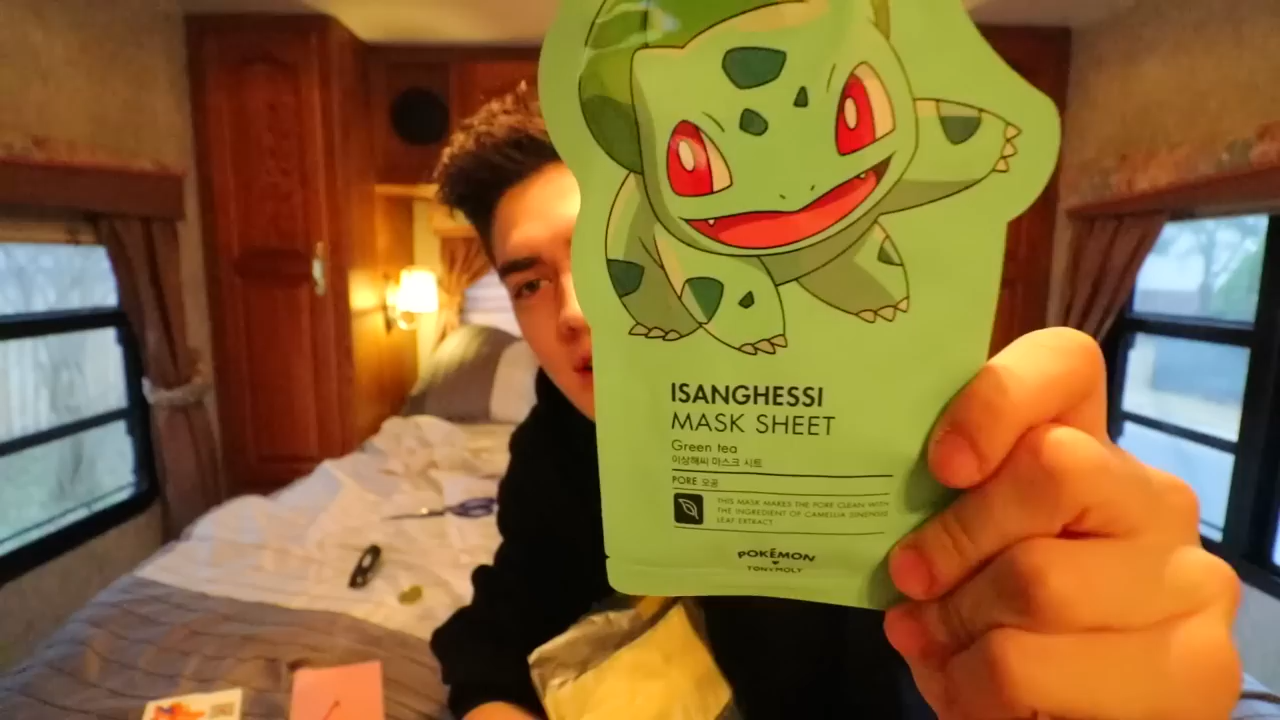 ISANGHESSI
MASK SHEET
Green tea
이상해씨 마스크 시트
PORE 모공
THIS MASK MAKES THE PORE CLEAN WITH
THE INGREDIENT OF CAMELLIA SINENSIS
LEAF EXTRACT
POKÉMON
TONYMOLY